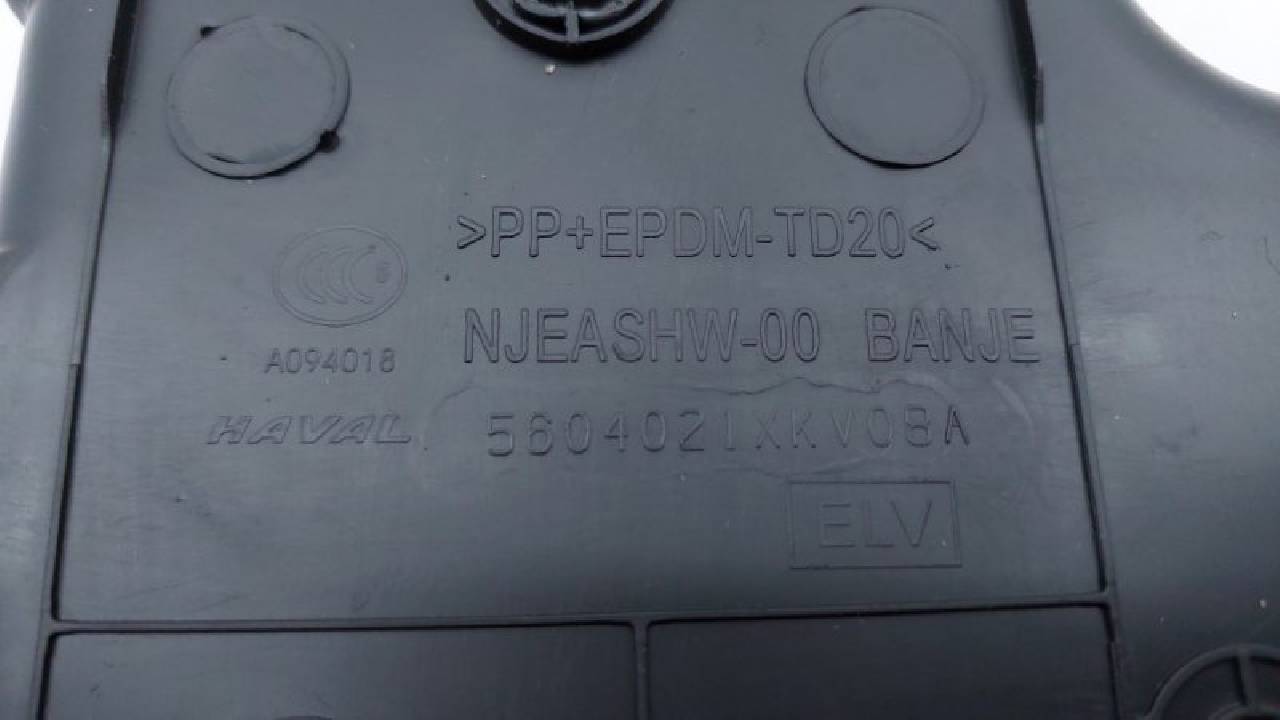 >PP+EPDM-TD20<
CCC S
NJEASHW-00 BANJE
A094018
HAVAL
5604021XKV08A
ELV